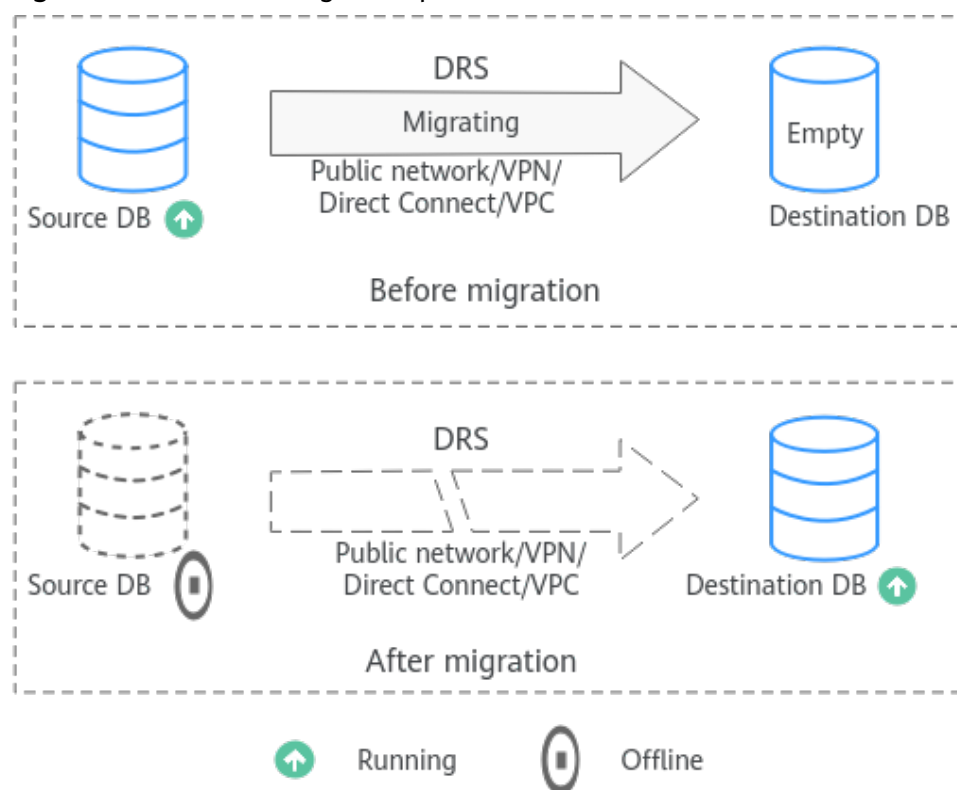 DRS
Migrating
Empty
Public network/VPN/
Direct Connect/VPC
Source DB
Destination DB
Before migration
DRS
Public network/VPN/
Direct Connect/VPC
Source DB
Destination DB
After migration
Running
Offline